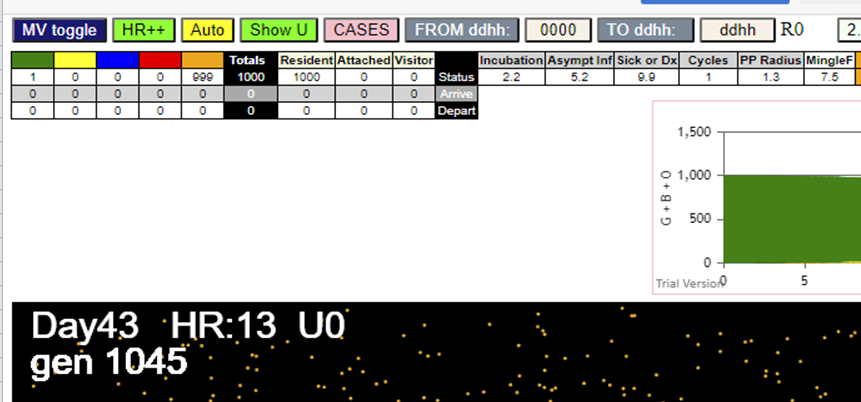 MV toggle HR++ Auto Show U CASES FROM ddhh: 0000 TO ddhh: ddhh R0 2.
Totals Resident Attached Visitor Incubation Asympt Inf Sick or Dx Cycles PP Radius MingleF
1 0 0 0 999 1000 1000 0 0 Status 2.2 5.2 9.9 1 1.3 7.5
0 0 0 0 0 0 0 0 0 Arrive
0 0 0 0 0 0 0 0 0 Depart
1,500
1,000
500
0
G + B + O
Trial Version 0 5
Day43 HR:13 U0
gen 1045